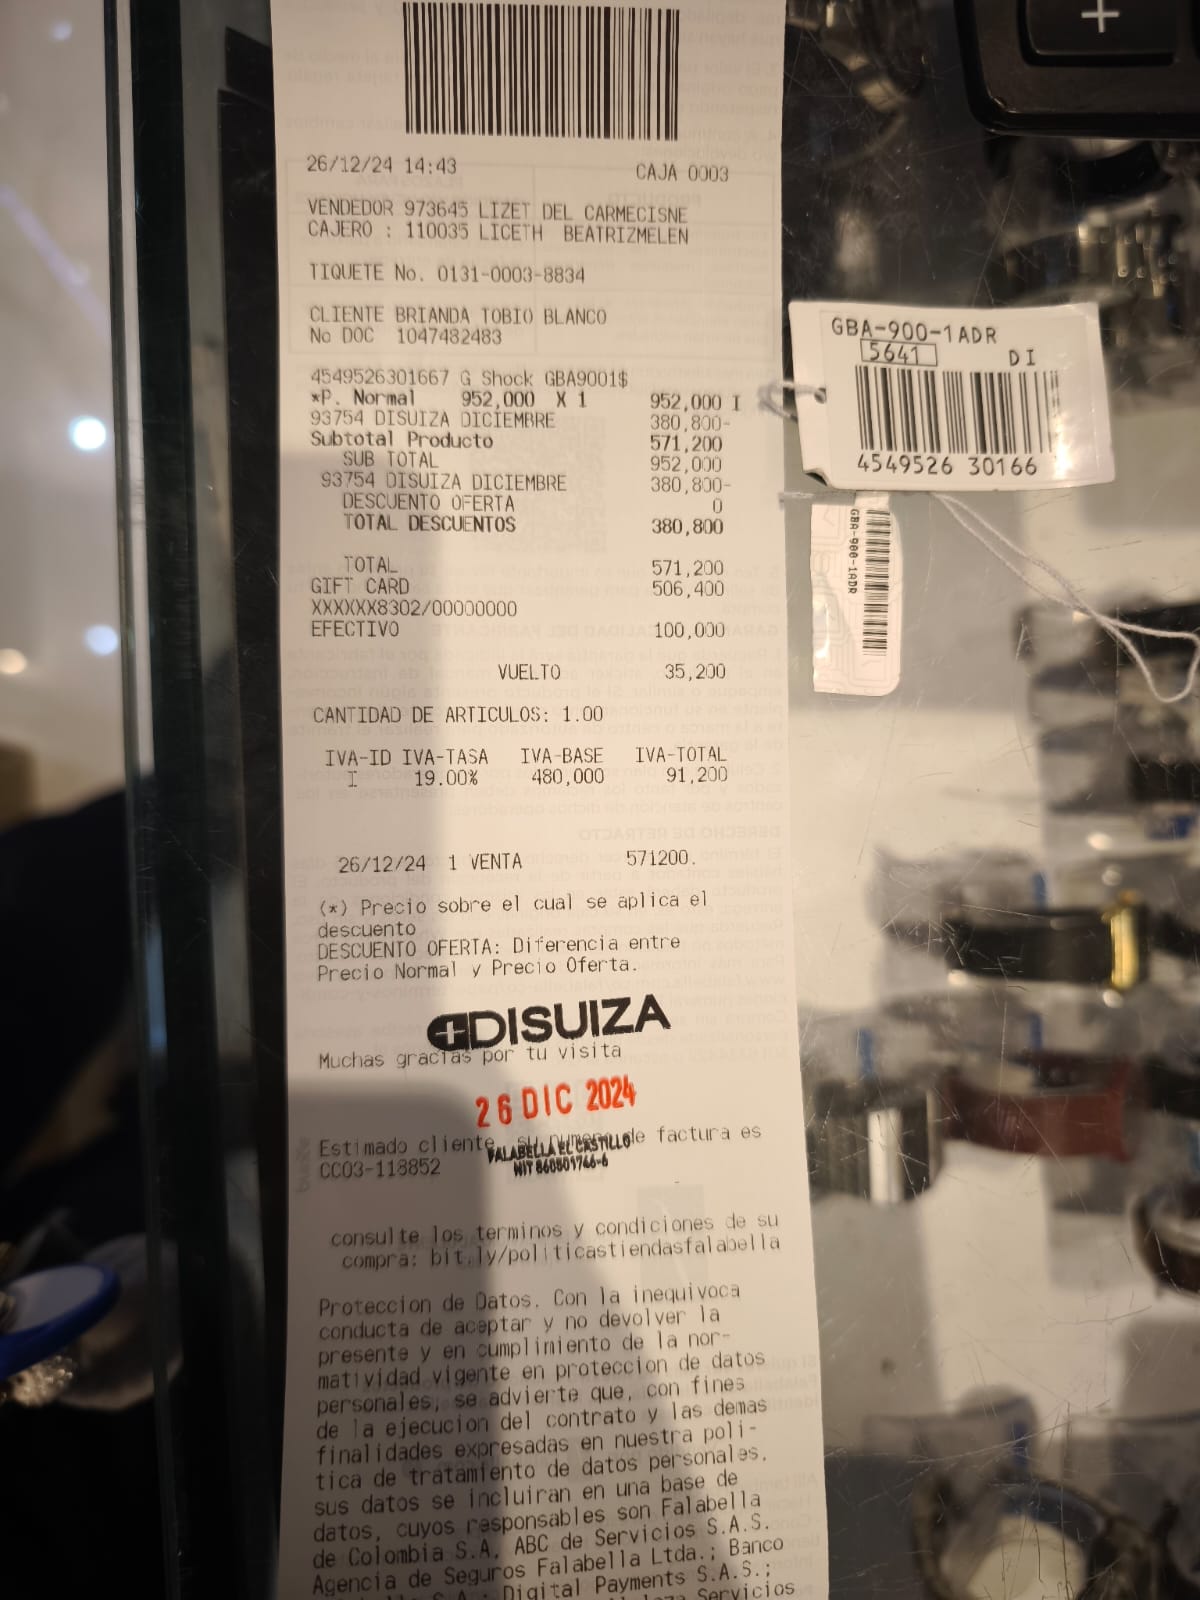 26/12/24 14:43 CAJA 0003
VENDEDOR 973645 LIZET DEL CARMECISNE
CAJERO : 110035 LICETH BEATRIZMELEN
TIQUETE No. 0131-0003-8834
CLIENTE BRIANDA TOBIO BLANCO
No DOC 1047482483
4549526301667 G Shock GBA9001$
*P. Normal 952,000 X 1 952,000 I
93754 DISUIZA DICIEMBRE 380,800-
Subtotal Producto 571,200
SUB TOTAL 952,000
93754 DISUIZA DICIEMBRE 380,800-
DESCUENTO OFERTA 0
TOTAL DESCUENTOS 380,800
TOTAL 571,200
GIFT CARD 506,400
XXXXXX8302/00000000
EFECTIVO 100,000
VUELTO 35,200
CANTIDAD DE ARTICULOS: 1.00
IVA-ID IVA-TASA IVA-BASE IVA-TOTAL
I 19.00% 480,000 91,200
26/12/24 1 VENTA 571200.
(*) Precio sobre el cual se aplica el
descuento
DESCUENTO OFERTA: Diferencia entre
Precio Normal y Precio Oferta.
DISUIZA
Muchas gracias por tu visita
26 DIC 2024
Estimado cliente, su numero de factura es
FALABELLA EL CASTILLO
CC03-118852
NIT 860501746-6
consulte los terminos y condiciones de su
compra: bit.ly/politicastiendasfalabella
Proteccion de Datos. Con la inequivoca
conducta de aceptar y no devolver la
presente y en cumplimiento de la nor-
matividad vigente en proteccion de datos
personales, se advierte que, con fines
de la ejecucion del contrato y las demas
finalidades expresadas en nuestra poli-
tica de tratamiento de datos personales,
sus datos se incluiran en una base de
datos, cuyos responsables son Falabella
de Colombia S.A, ABC de Servicios S.A.S.
Agencia de Seguros Falabella Ltda.; Banco
S.A.; Digital Payments S.A.S.;
Servicios
GBA-900-1ADR
5641 DI
4549526 30166
GBA-900-1ADR
+